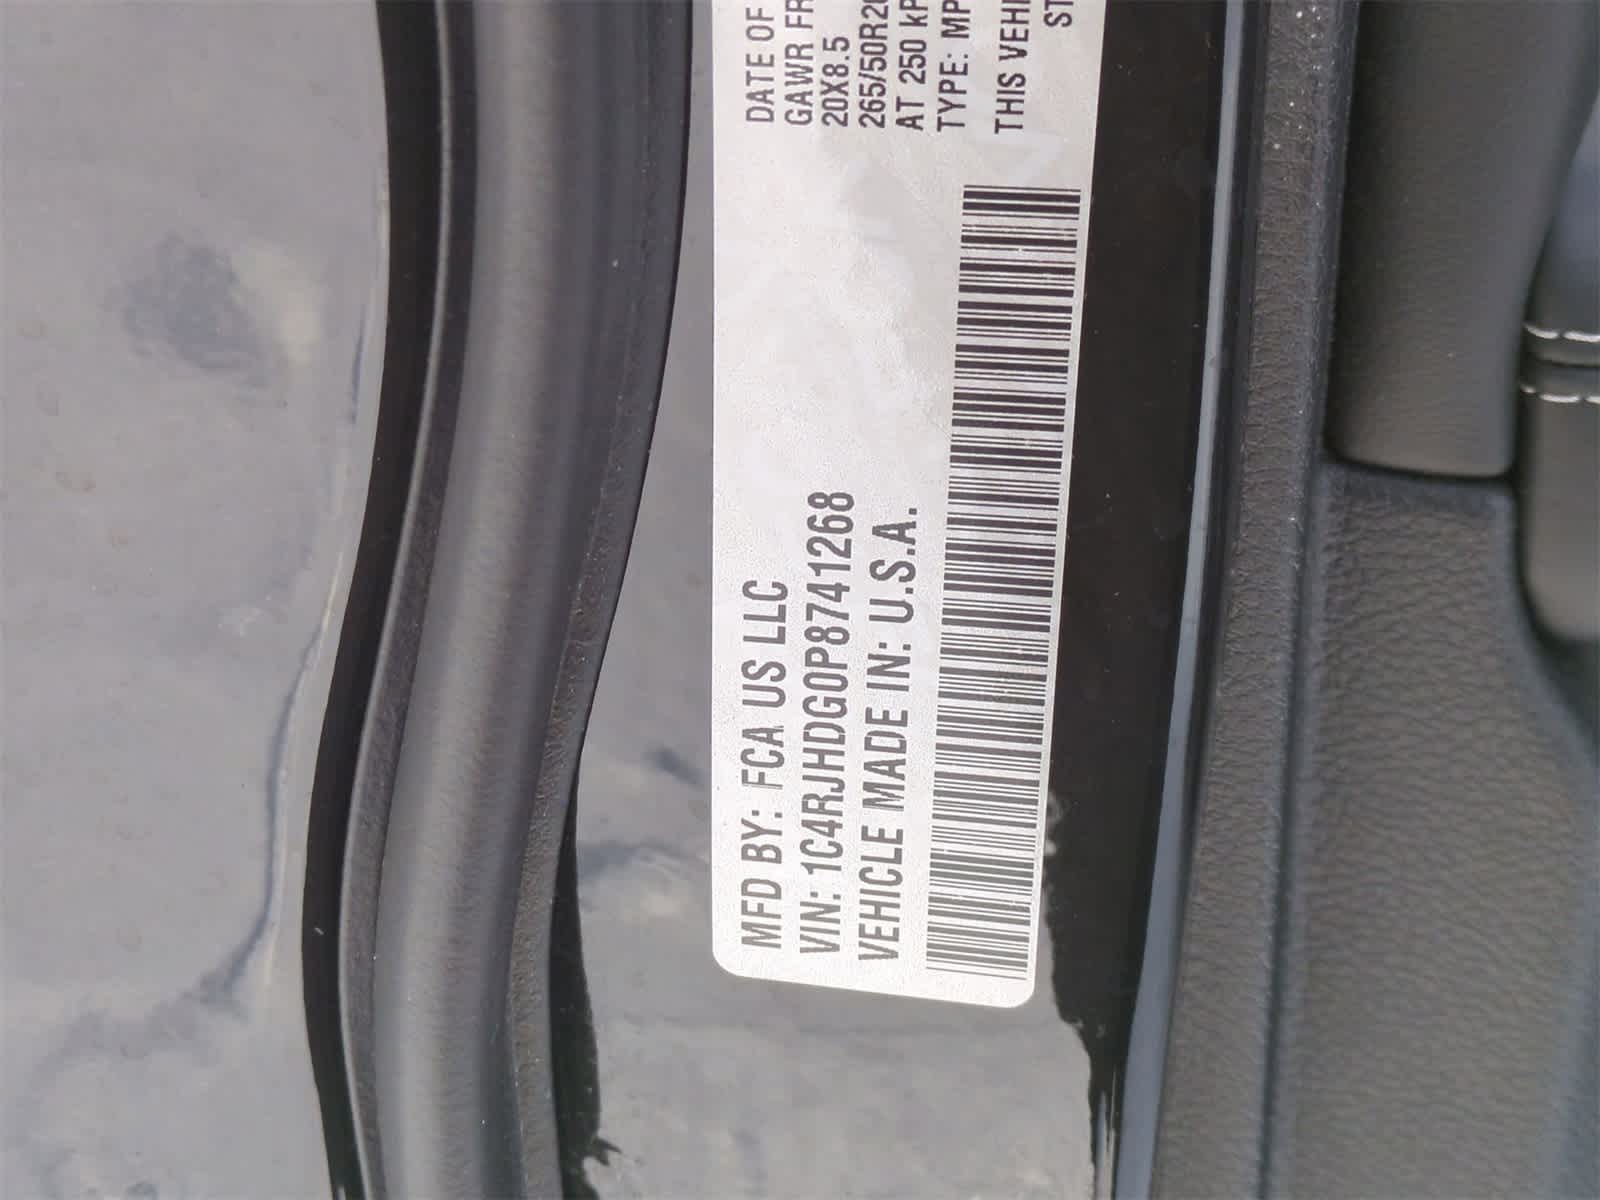 MFD BY: FCA US LLC
VIN: 1C4RJHDG0P8741268
VEHICLE MADE IN: U.S.A.
DATE OF
GAWR FR
20X8.5
265/50R20
AT 250 kP
TYPE: MP
THIS VEHI
ST